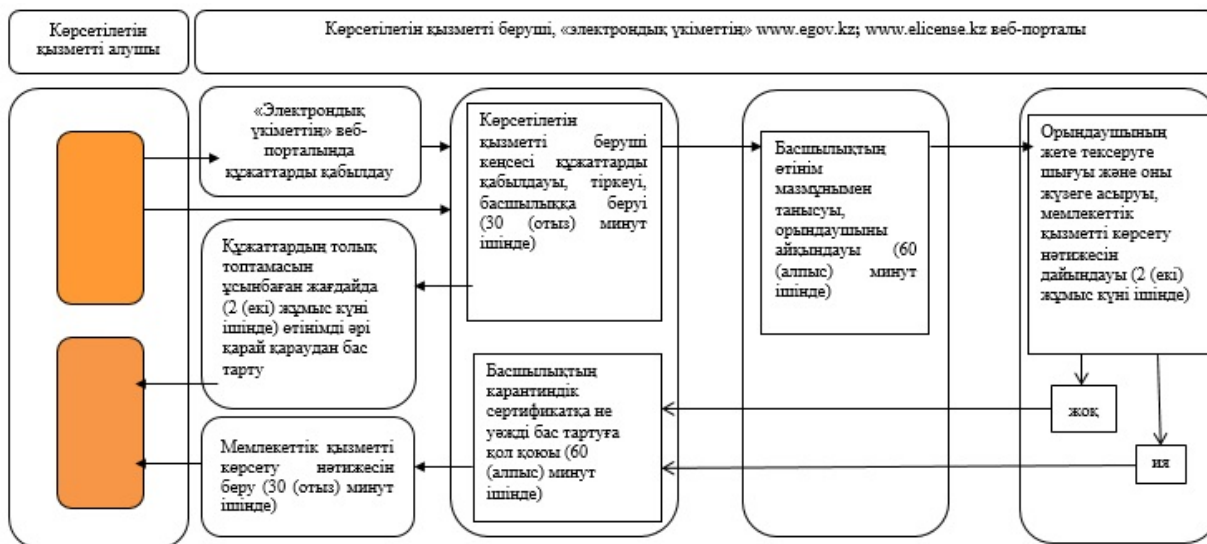 Көрсетілетін
қызметті алушы
Көрсетілетін қызметті беруші, «электрондық үкіметтің» www.egov.kz; www.elicense.kz веб-порталы
«Электрондық
үкіметтің» веб-
порталында
құжаттарды қабылдау
Көрсетілетін
қызметті беруші
кеңсесі құжаттарды
қабылдауы, тіркеуі,
басшылыққа беруі
(30 (отыз) минут
ішінде)
Басшылықтың
өтінім
мазмұнымен
танысуы,
орындаушыны
айқындауы (60
(алпыс) минут
ішінде)
Орындаушының
жете тексеруге
шығуы және оны
жүзеге асыруы,
мемлекеттік
қызметті көрсету
нәтижесін
дайындауы (2 (екі)
жұмыс күні ішінде)
Құжаттардың толық
топтамасын
ұсынбаған жағдайда
(2 (екі) жұмыс күні
ішінде) өтінімді әрі
қарай қараудан бас
тарту
Басшылықтың
карантиндік
сертификатқа не
уәжді бас тартуға
қол қоюы (60
(алпыс) минут
ішінде)
жоқ
ия
Мемлекеттік қызметті
көрсету нәтижесін
беру (30 (отыз) минут
ішінде)